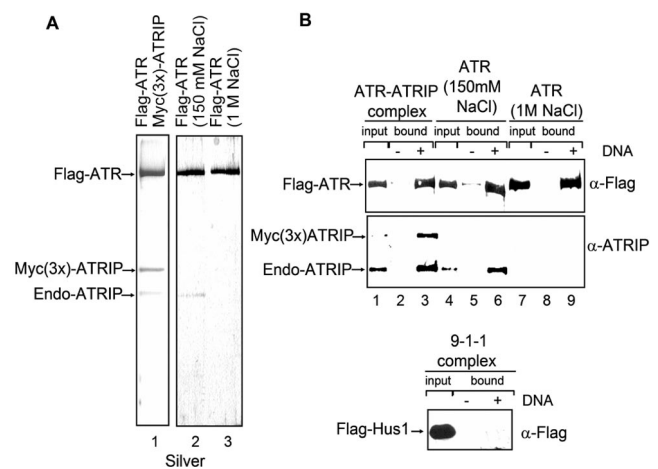 A
Flag-ATR
Myc(3x)-ATRIP
Flag-ATR
(150 mM NaCl)
Flag-ATR
(1 M NaCl)
Flag-ATR
Myc(3x)-ATRIP
Endo-ATRIP
1 2 3
Silver
B
ATR-ATRIP
complex
ATR
(150mM
NaCl)
ATR
(1M NaCl)
input bound input bound input bound
- + - + - + DNA
Flag-ATR
α-Flag
Myc(3x)ATRIP
α-ATRIP
Endo-ATRIP
1 2 3 4 5 6 7 8 9
9-1-1
complex
input bound
- + DNA
Flag-Hus1
α-Flag